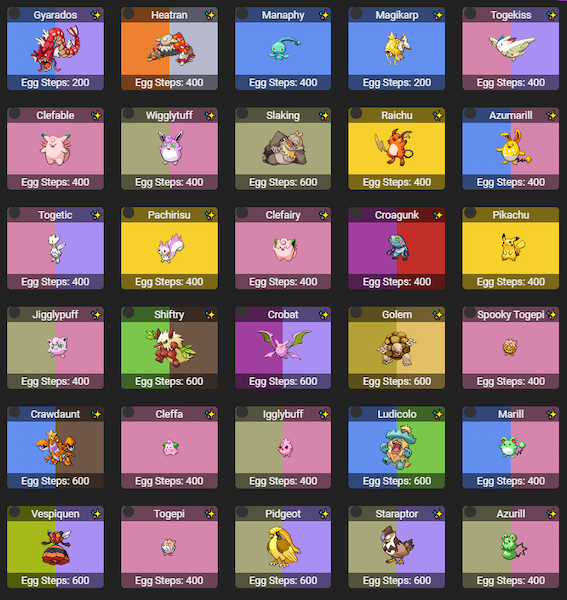 Gyarados
Egg Steps: 200
Heatran
Egg Steps: 400
Manaphy
Egg Steps: 400
Magikarp
Egg Steps: 200
Togekiss
Egg Steps: 400
Clefable
Egg Steps: 400
Wigglytuff
Egg Steps: 400
Slaking
Egg Steps: 600
Raichu
Egg Steps: 400
Azumarill
Egg Steps: 400
Togetic
Egg Steps: 400
Pachirisu
Egg Steps: 400
Clefairy
Egg Steps: 400
Croagunk
Egg Steps: 400
Pikachu
Egg Steps: 400
Jigglypuff
Egg Steps: 400
Shiftry
Egg Steps: 600
Crobat
Egg Steps: 600
Golem
Egg Steps: 600
Spooky Togepi
Egg Steps: 400
Crawdaunt
Egg Steps: 600
Cleffa
Egg Steps: 400
Igglybuff
Egg Steps: 400
Ludicolo
Egg Steps: 600
Marill
Egg Steps: 400
Vespiquen
Egg Steps: 600
Togepi
Egg Steps: 400
Pidgeot
Egg Steps: 600
Staraptor
Egg Steps: 600
Azurill
Egg Steps: 400